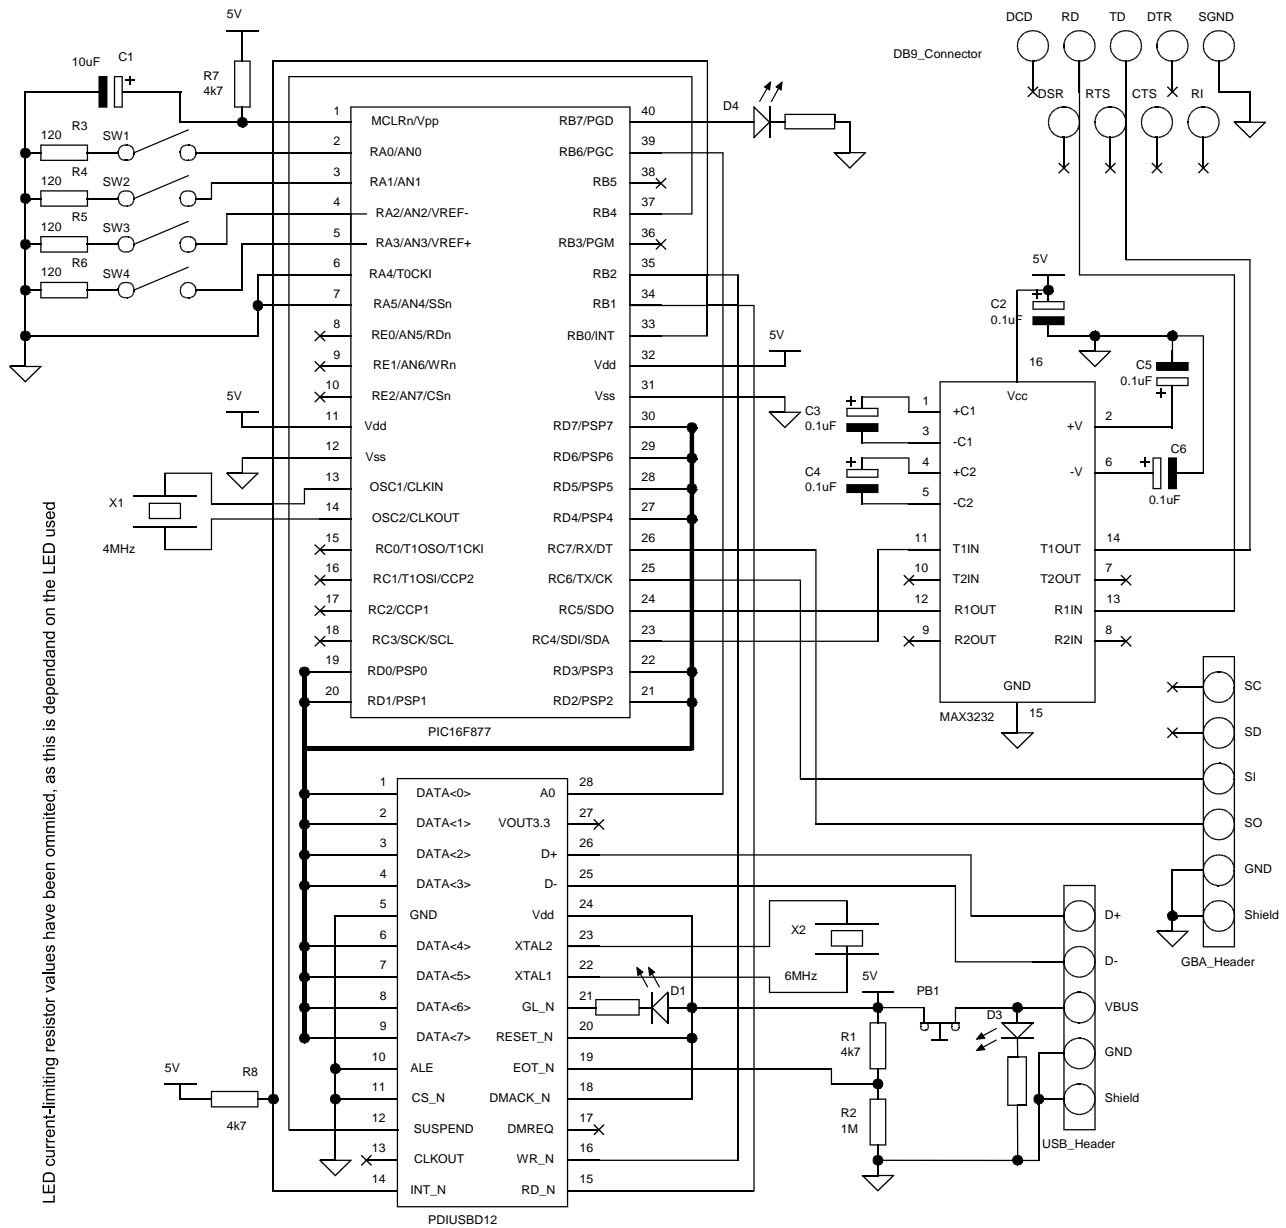 5V
DCD RD TD DTR SGND
DB9_Connector
DSR RTS CTS RI
10uF C1
R7
4k7
D4
120 R3 SW1
120 R4 SW2
120 R5 SW3
120 R6 SW4
1 MCLRn/Vpp RB7/PGD 40
2 RA0/AN0 RB6/PGC 39
3 RA1/AN1 RB5 38
4 RA2/AN2/VREF- RB4 37
5 RA3/AN3/VREF+ RB3/PGM 36
6 RA4/T0CKI RB2 35
7 RA5/AN4/SSn RB1 34
8 RE0/AN5/RDn RB0/INT 33
9 RE1/AN6/WRn Vdd 32
10 RE2/AN7/CSn Vss 31
11 Vdd RD7/PSP7 30
12 Vss RD6/PSP6 29
13 OSC1/CLKIN RD5/PSP5 28
14 OSC2/CLKOUT RD4/PSP4 27
15 RC0/T1OSO/T1CKI RC7/RX/DT 26
16 RC1/T1OSI/CCP2 RC6/TX/CK 25
17 RC2/CCP1 RC5/SDO 24
18 RC3/SCK/SCL RC4/SDI/SDA 23
19 RD0/PSP0 RD3/PSP3 22
20 RD1/PSP1 RD2/PSP2 21
PIC16F877
5V
5V
X1
4MHz
5V
C2
0.1uF
C5
0.1uF
C3
0.1uF
C4
0.1uF
C6
0.1uF
16
Vcc
1 +C1
3 -C1
+V 2
4 +C2
-V 6
5 -C2
11 T1IN T1OUT 14
10 T2IN T2OUT 7
12 R1OUT R1IN 13
9 R2OUT R2IN 8
GND
15
MAX3232
SC
SD
SI
SO
GND
Shield
GBA_Header
1 DATA<0> A0 28
2 DATA<1> VOUT3.3 27
3 DATA<2> D+ 26
4 DATA<3> D- 25
5 GND Vdd 24
6 DATA<4> XTAL2 23
7 DATA<5> XTAL1 22
8 DATA<6> GL_N 21
9 DATA<7> RESET_N 20
10 ALE EOT_N 19
11 CS_N DMACK_N 18
12 SUSPEND DMREQ 17
13 CLKOUT WR_N 16
14 INT_N RD_N 15
PDIUSBD12
X2
6MHz
D1
5V
PB1
D3
R1
4k7
R2
1M
D+
D-
VBUS
GND
Shield
USB_Header
5V
R8
4k7
LED current-limiting resistor values have been ommited, as this is dependand on the LED used